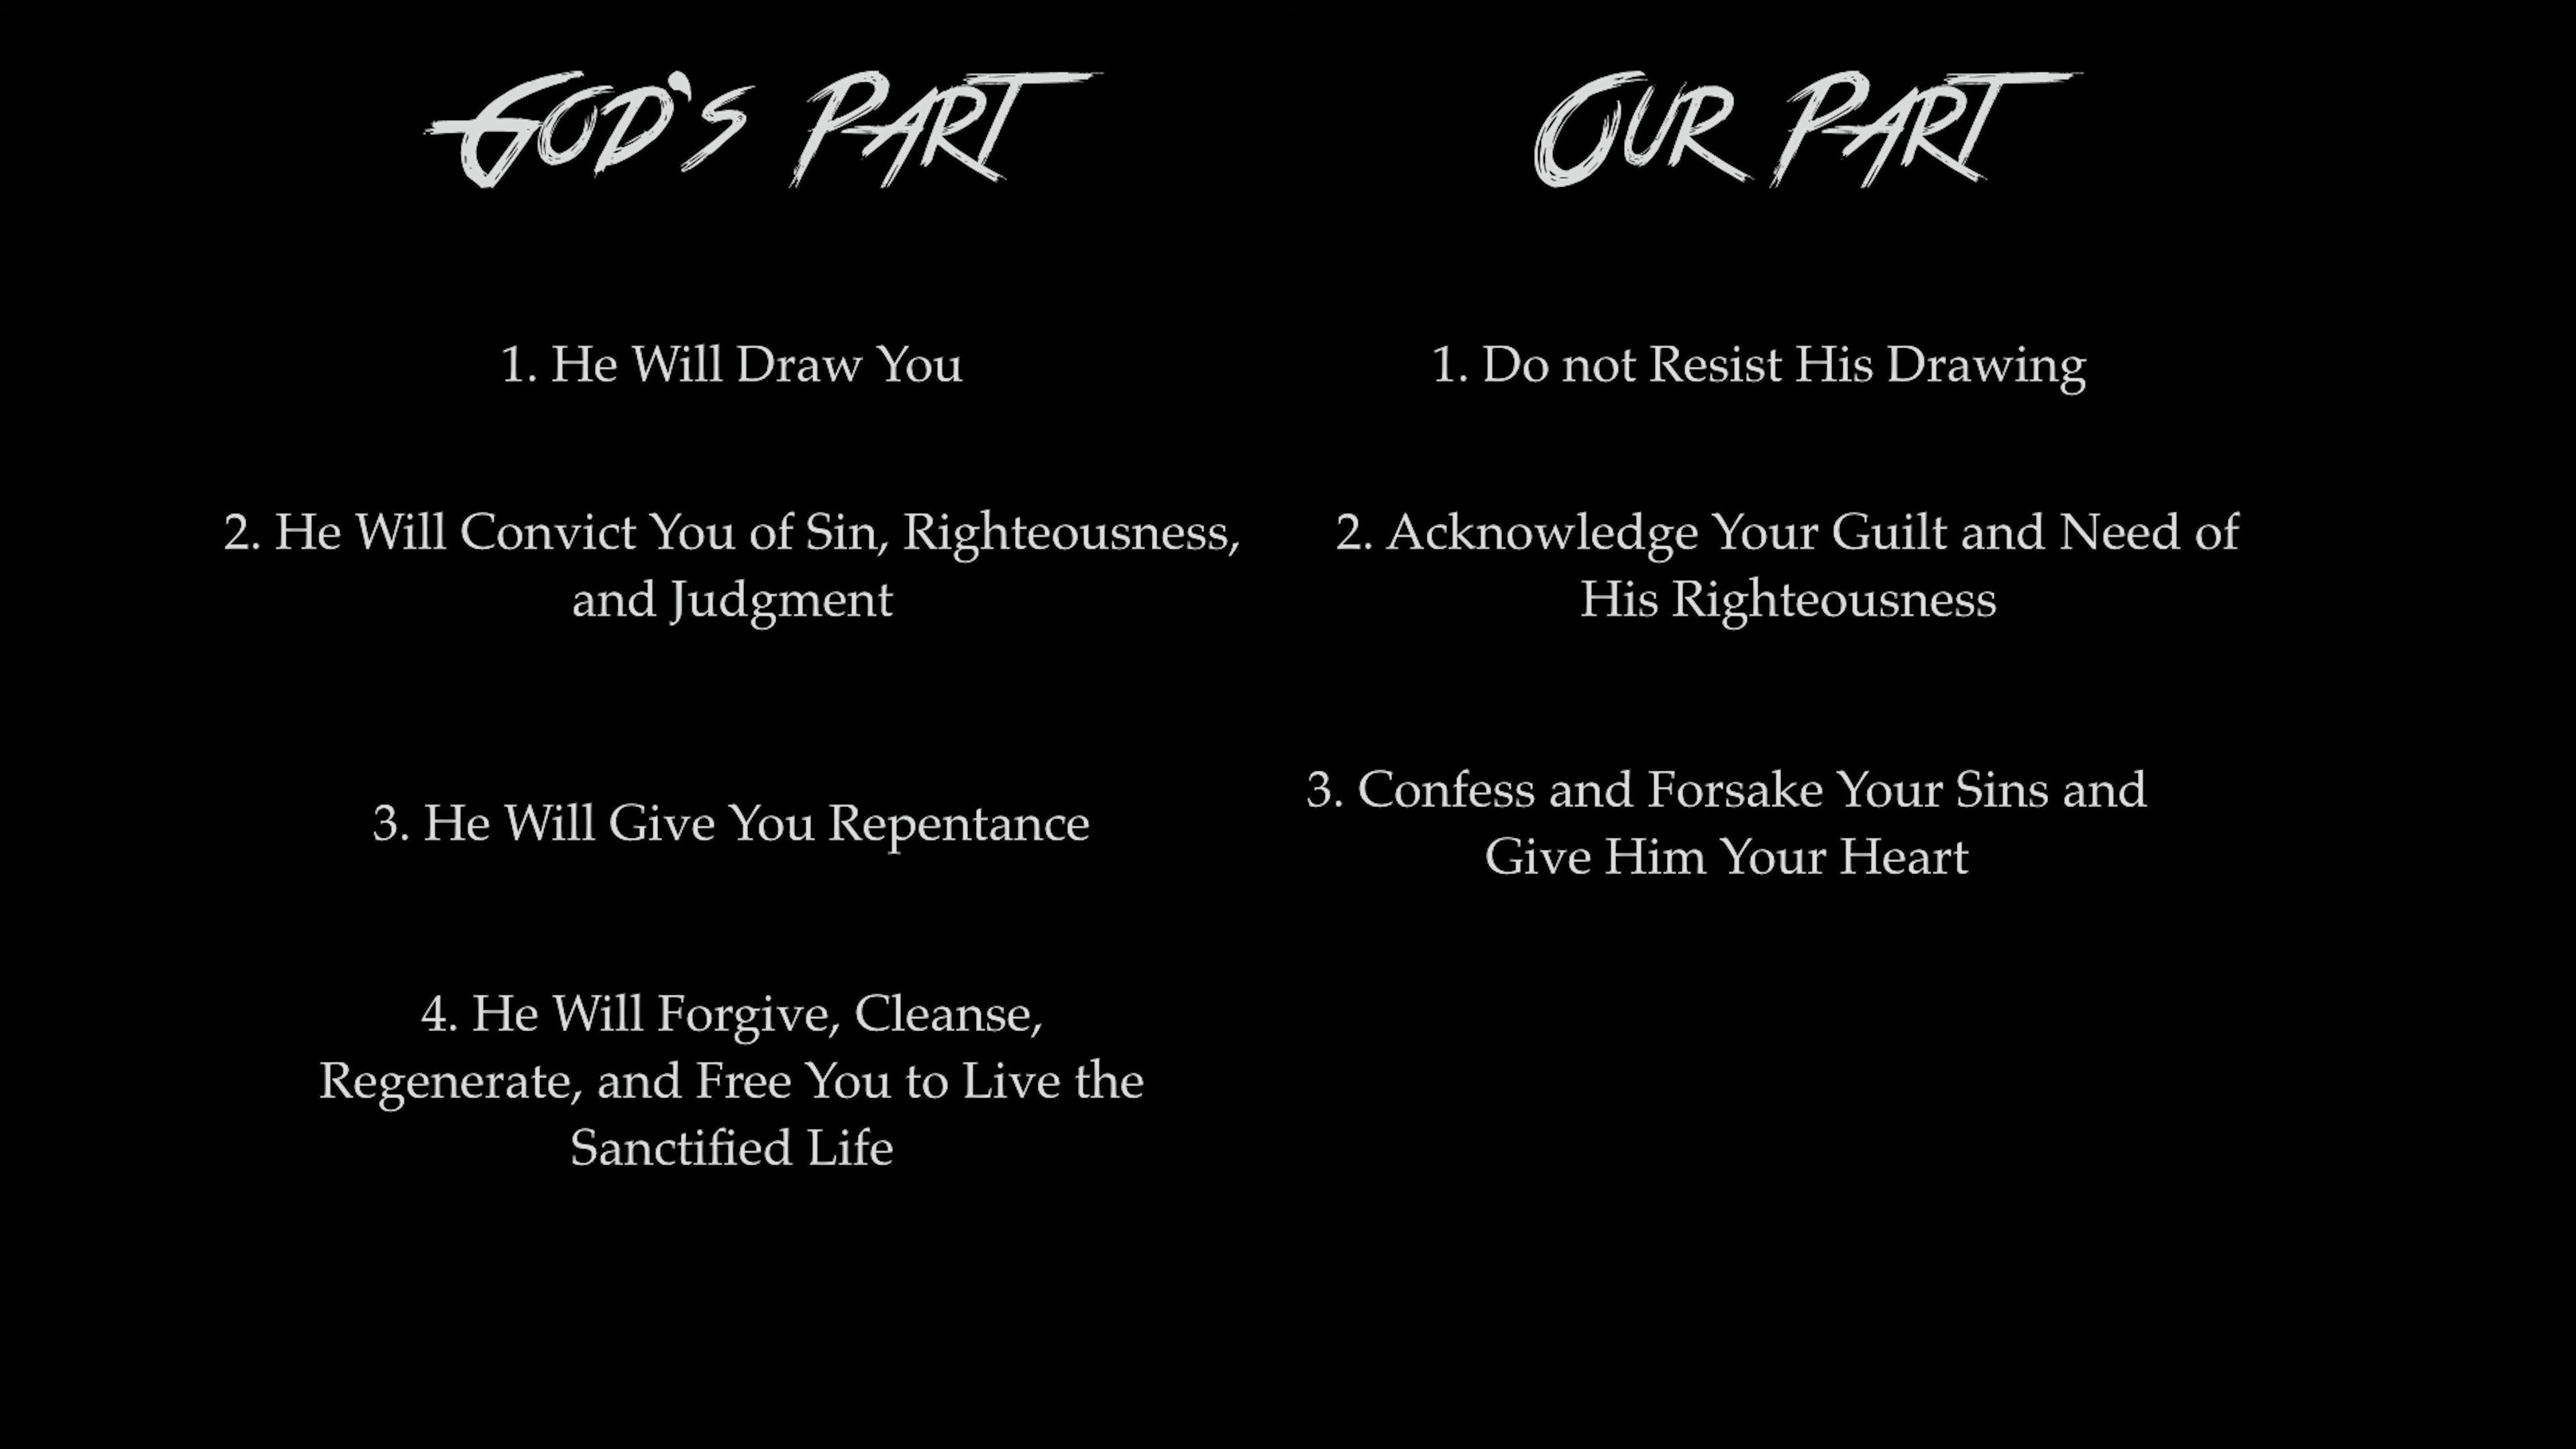 God's Part
1. He Will Draw You
2. He Will Convict You of Sin, Righteousness,
and Judgment
3. He Will Give You Repentance
4. He Will Forgive, Cleanse,
Regenerate, and Free You to Live the
Sanctified Life
Our Part
1. Do not Resist His Drawing
2. Acknowledge Your Guilt and Need of
His Righteousness
3. Confess and Forsake Your Sins and
Give Him Your Heart